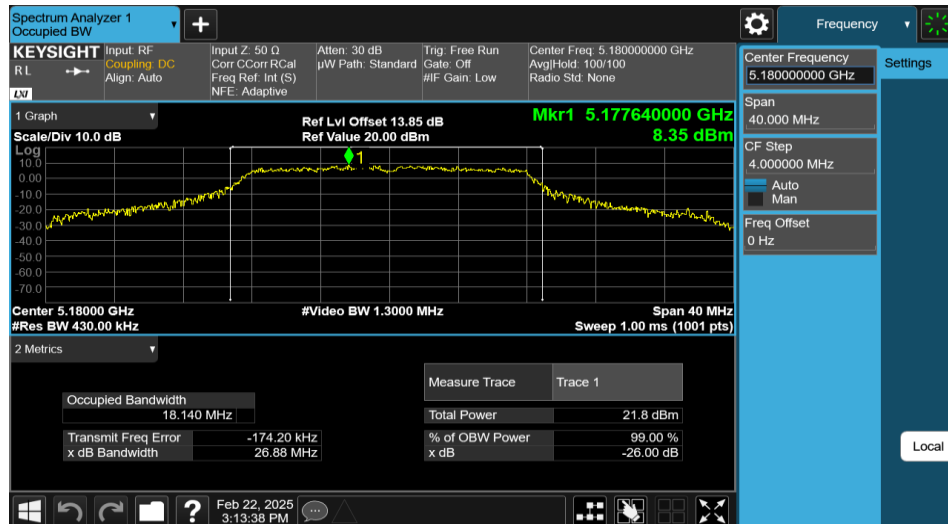 Spectrum Analyzer 1
Occupied BW
+
Frequency
KEYSIGHT
R L
LXI
Input: RF
Coupling: DC
Align: Auto
Input Z: 50 Ω
Corr CCorr RCal
Freq Ref: Int (S)
NFE: Adaptive
Atten: 30 dB
µW Path: Standard
Trig: Free Run
Gate: Off
#IF Gain: Low
Center Freq: 5.180000000 GHz
Avg|Hold: 100/100
Radio Std: None
Center Frequency
5.180000000 GHz
Settings
Span
40.000 MHz
CF Step
4.000000 MHz
Auto
Man
Freq Offset
0 Hz
Local
1 Graph
Scale/Div 10.0 dB
Ref Lvl Offset 13.85 dB
Ref Value 20.00 dBm
Mkr1 5.177640000 GHz
8.35 dBm
Log
10.0
0.00
-10.0
-20.0
-30.0
-40.0
-50.0
-60.0
-70.0
1
Center 5.18000 GHz
#Video BW 1.3000 MHz
Span 40 MHz
#Res BW 430.00 kHz
Sweep 1.00 ms (1001 pts)
2 Metrics
Measure Trace Trace 1
Occupied Bandwidth
18.140 MHz
Total Power 21.8 dBm
Transmit Freq Error -174.20 kHz
% of OBW Power 99.00 %
x dB Bandwidth 26.88 MHz
x dB -26.00 dB
?
Feb 22, 2025
3:13:38 PM